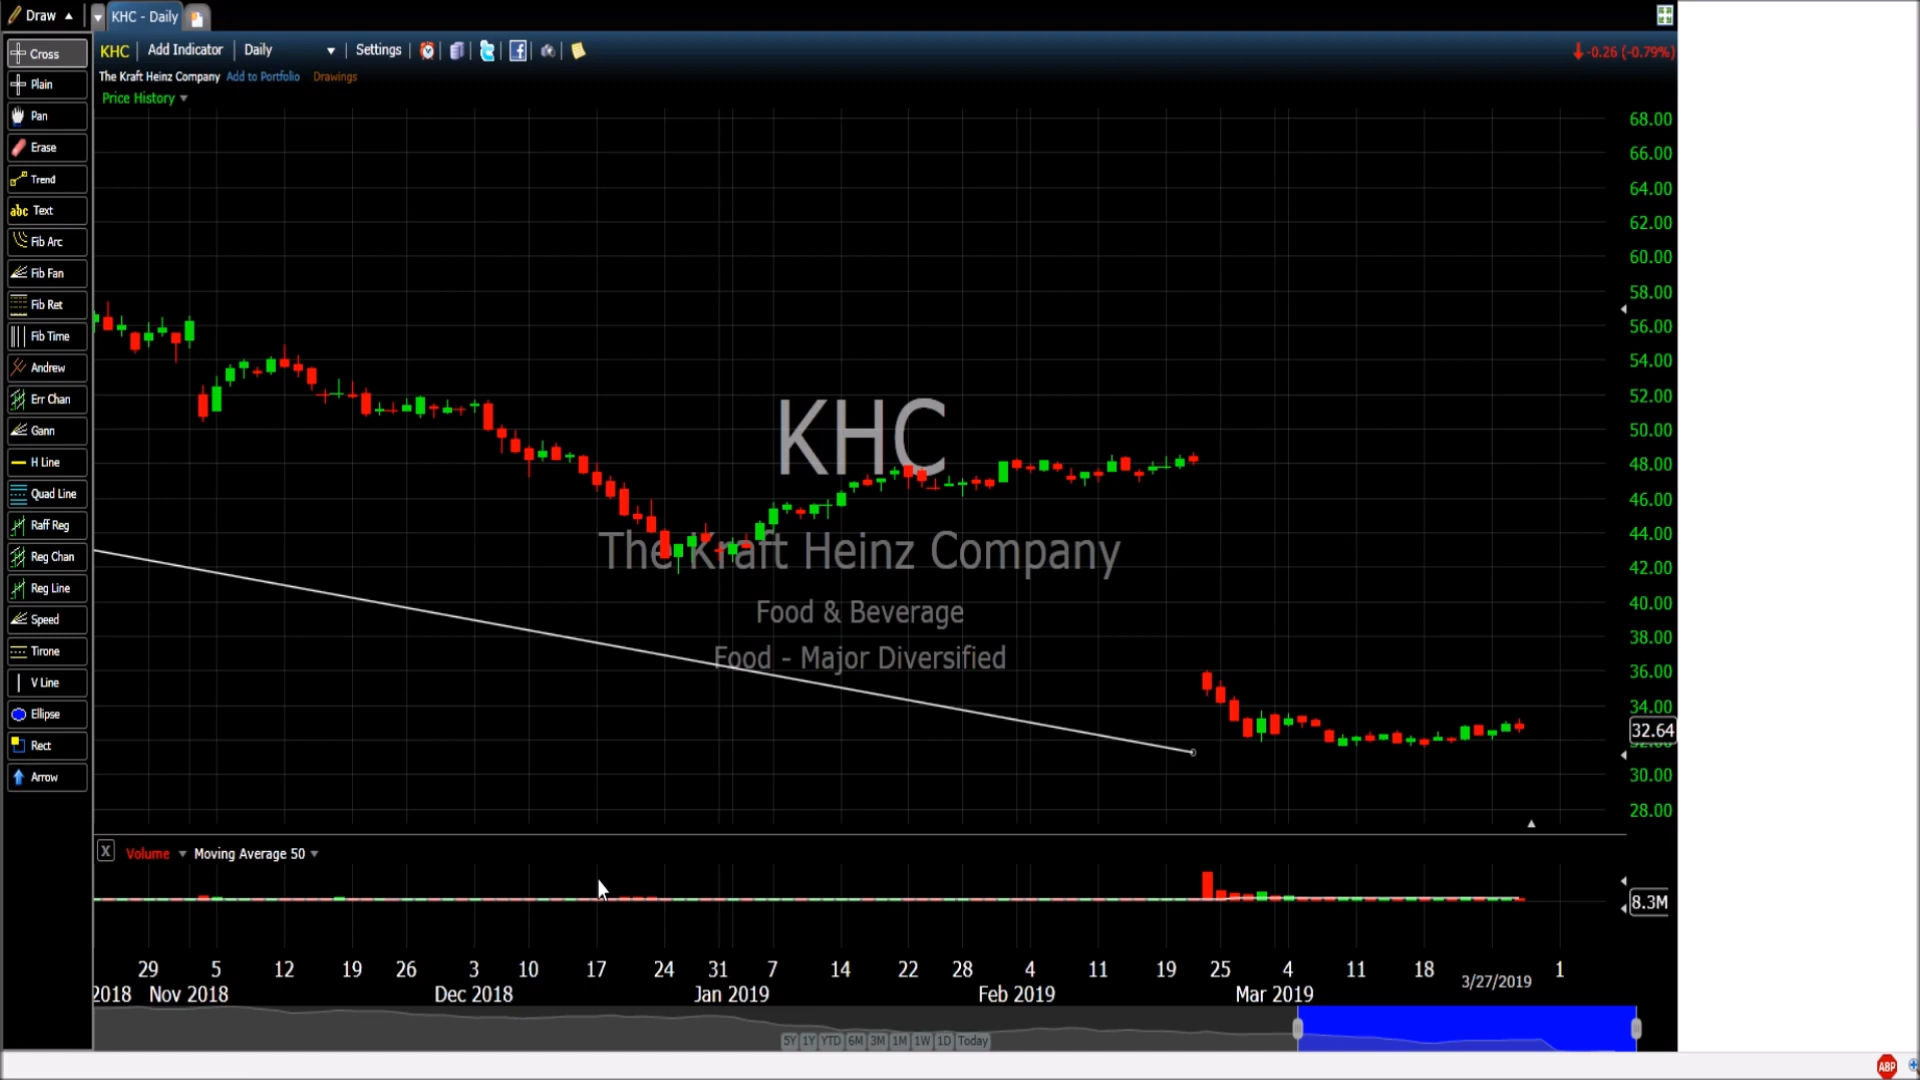 Draw
KHC - Daily
KHC Add Indicator Daily Settings
-0.26 (-0.79%)
The Kraft Heinz Company Add to Portfolio Drawings
Price History
Cross
Plain
Pan
Erase
Trend
abc Text
Fib Arc
Fib Fan
Fib Ret
Fib Time
Andrew
Err Chan
Gann
H Line
Quad Line
Raff Reg
Reg Chan
Reg Line
Speed
Tirone
V Line
Ellipse
Rect
Arrow
KHC
The Kraft Heinz Company
Food & Beverage
Food - Major Diversified
68.00
66.00
64.00
62.00
60.00
58.00
56.00
54.00
52.00
50.00
48.00
46.00
44.00
42.00
40.00
38.00
36.00
34.00
32.64
30.00
28.00
X Volume Moving Average 50
8.3M
29 5 12 19 26 3 10 17 24 31 7 14 22 28 4 11 19 25 4 11 18 3/27/2019 1
2018 Nov 2018 Dec 2018 Jan 2019 Feb 2019 Mar 2019
5Y 1Y YTD 6M 3M 1M 1W 1D Today
ABP